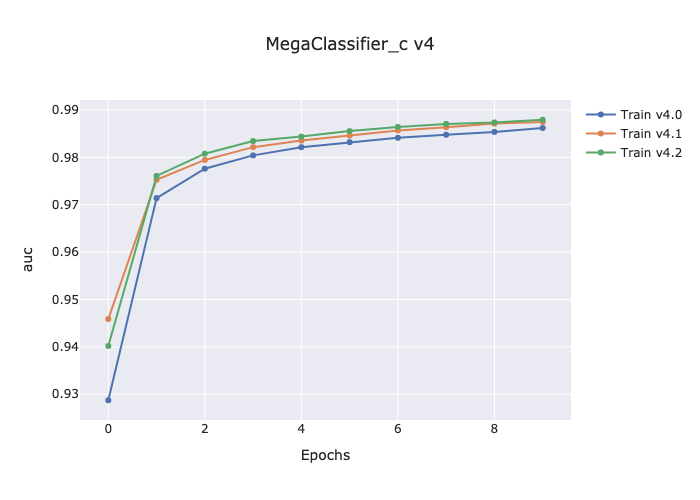 MegaClassifier_c v4
0.99
0.98
0.97
0.96
0.95
0.94
0.93
auc
0
2
4
6
8
Epochs
Train v4.0
Train v4.1
Train v4.2